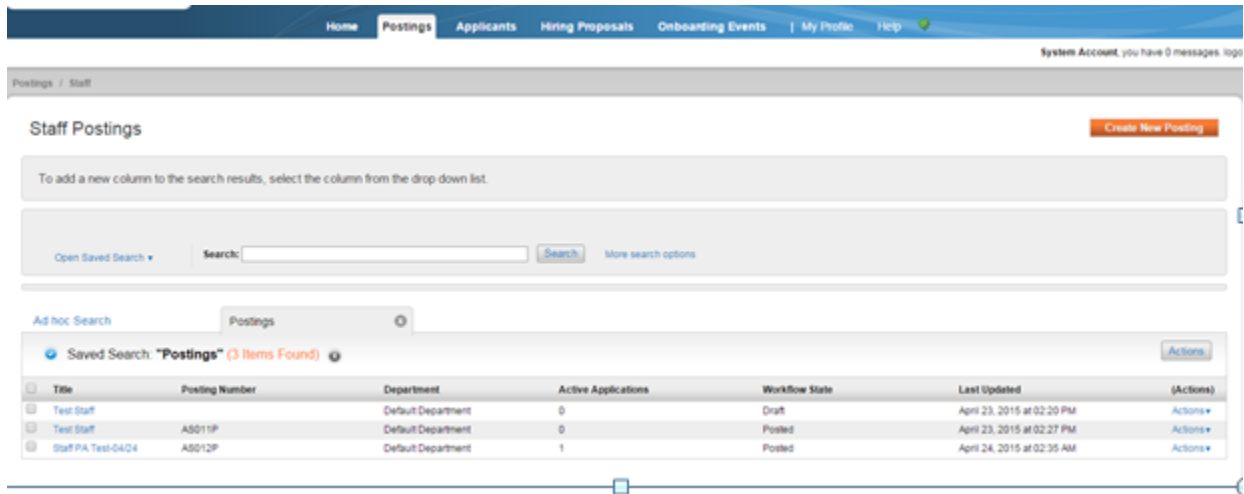 Home Postings Applicants Hiring Proposals Onboarding Events | My Profile Help
System Account, you have 0 messages. logo
Postings / Staff
Staff Postings Create New Posting
To add a new column to the search results, select the column from the drop down list.
Open Saved Search Search: Search More search options
Ad hoc Search Postings
Saved Search: "Postings" (3 Items Found) Actions
Title Posting Number Department Active Applications Workflow State Last Updated (Actions)
Test Staff Default Department 0 Draft April 23, 2015 at 02:20 PM Actions
Test Staff AS011P Default Department 0 Posted April 23, 2015 at 02:27 PM Actions
Staff PA Test-04/24 AS012P Default Department 1 Posted April 24, 2015 at 02:35 AM Actions